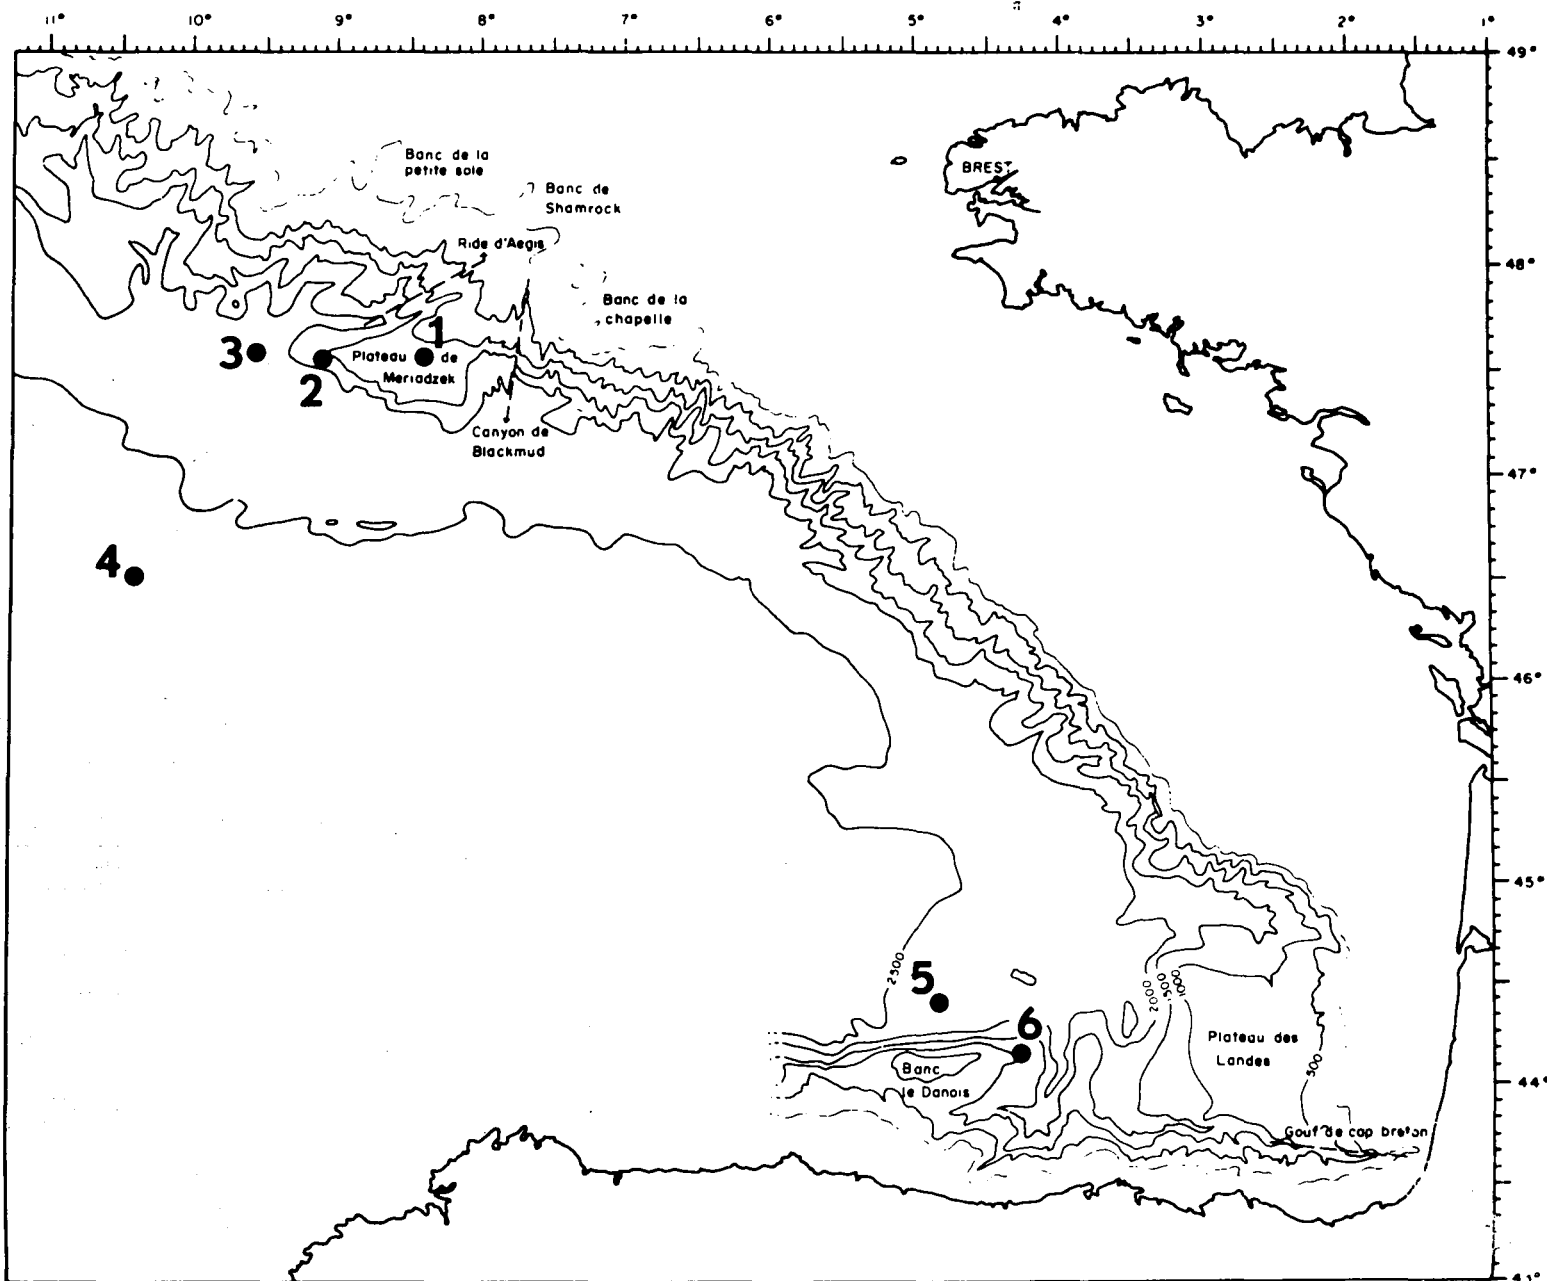 11° 10° 9° 8° 7° 6° 5° 4° 3° 2° 1°
49°
Banc de la
petite sole
BREST
Banc de
Shamrock
Ride d'Aegis
48°
Banc de la
chapelle
1
3
Plateau de
Meriadzek
2
Canyon de
Blackmud
47°
4
46°
45°
2500
5
1000
1500
2000
6
Plateau des
Landes
Banc
le Danois
500
44°
Gouf de cap breton
41°